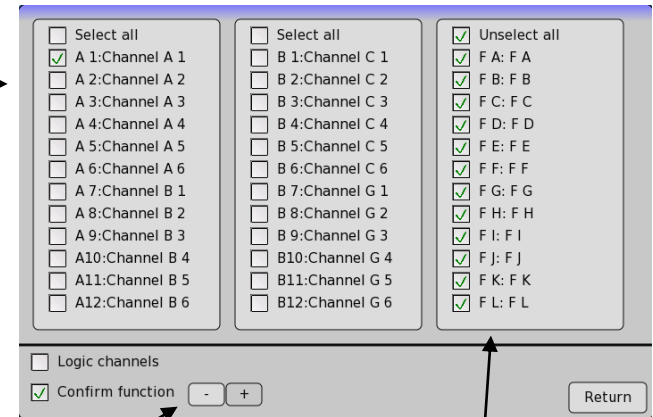 Select all
A 1:Channel A 1
A 2:Channel A 2
A 3:Channel A 3
A 4:Channel A 4
A 5:Channel A 5
A 6:Channel A 6
A 7:Channel B 1
A 8:Channel B 2
A 9:Channel B 3
A10:Channel B 4
A11:Channel B 5
A12:Channel B 6
Select all
B 1:Channel C 1
B 2:Channel C 2
B 3:Channel C 3
B 4:Channel C 4
B 5:Channel C 5
B 6:Channel C 6
B 7:Channel G 1
B 8:Channel G 2
B 9:Channel G 3
B10:Channel G 4
B11:Channel G 5
B12:Channel G 6
Unselect all
F A: F A
F B: F B
F C: F C
F D: F D
F E: F E
F F: F F
F G: F G
F H: F H
F I: F I
F J: F J
F K: F K
F L: F L
Logic channels
Confirm function - +
Return